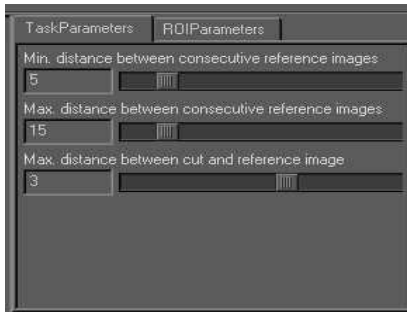 TaskParameters ROIParameters
Min. distance between consecutive reference images
5
Max. distance between consecutive reference images
15
Max. distance between cut and reference image
3